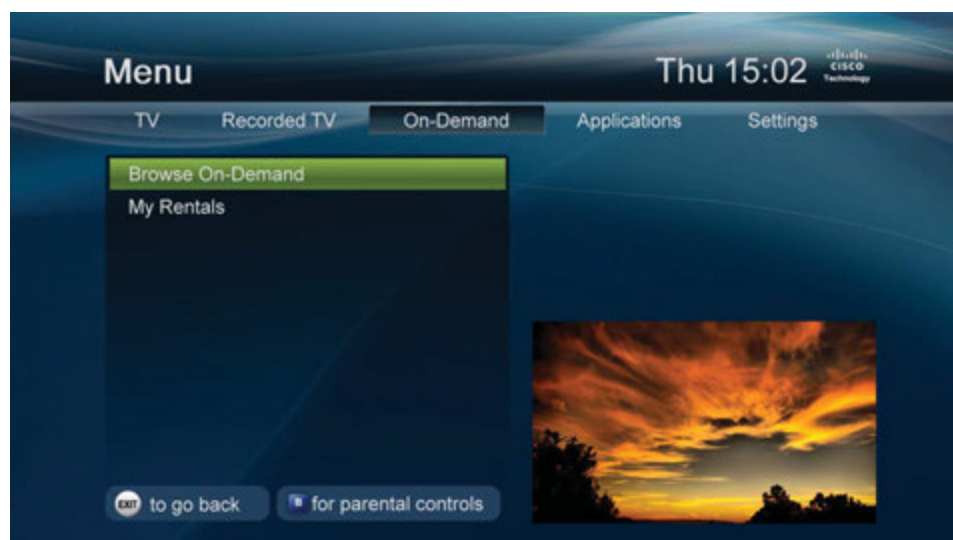 Menu
Thu 15:02
CISCO
Technology
TV Recorded TV On-Demand Applications Settings
Browse On-Demand
My Rentals
EXIT to go back B for parental controls